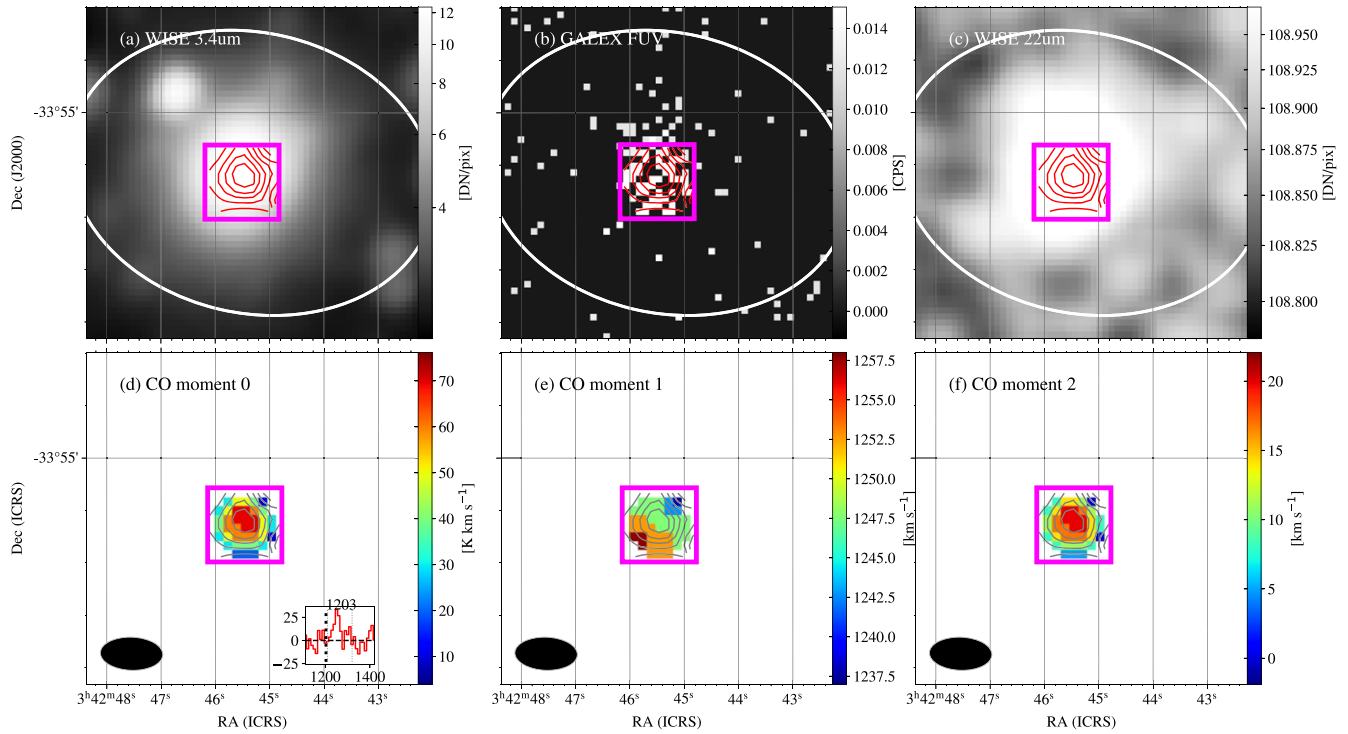 (a) WISE 3.4um
(b) GALEX FUV
(c) WISE 22um
Dec (J2000)
-33°55'
12
10
8
6
4
[DN/pix]
0.014
0.012
0.010
0.008
0.006
0.004
0.002
0.000
[CPS]
108.950
108.925
108.900
108.875
108.850
108.825
108.800
[DN/pix]
(d) CO moment 0
(e) CO moment 1
(f) CO moment 2
Dec (ICRS)
-33°55'
70
60
50
40
30
20
10
[K km s⁻¹]
1203
25
0
−25
1200 1400
1257.5
1255.0
1252.5
1250.0
1247.5
1245.0
1242.5
1240.0
1237.5
[km s⁻¹]
20
15
10
5
0
[km s⁻¹]
3ʰ42ᵐ48ˢ 46ˢ 45ˢ 44ˢ 43ˢ
3ʰ42ᵐ48ˢ 46ˢ 45ˢ 44ˢ 43ˢ
3ʰ42ᵐ48ˢ 46ˢ 45ˢ 44ˢ 43ˢ
RA (ICRS)
RA (ICRS)
RA (ICRS)